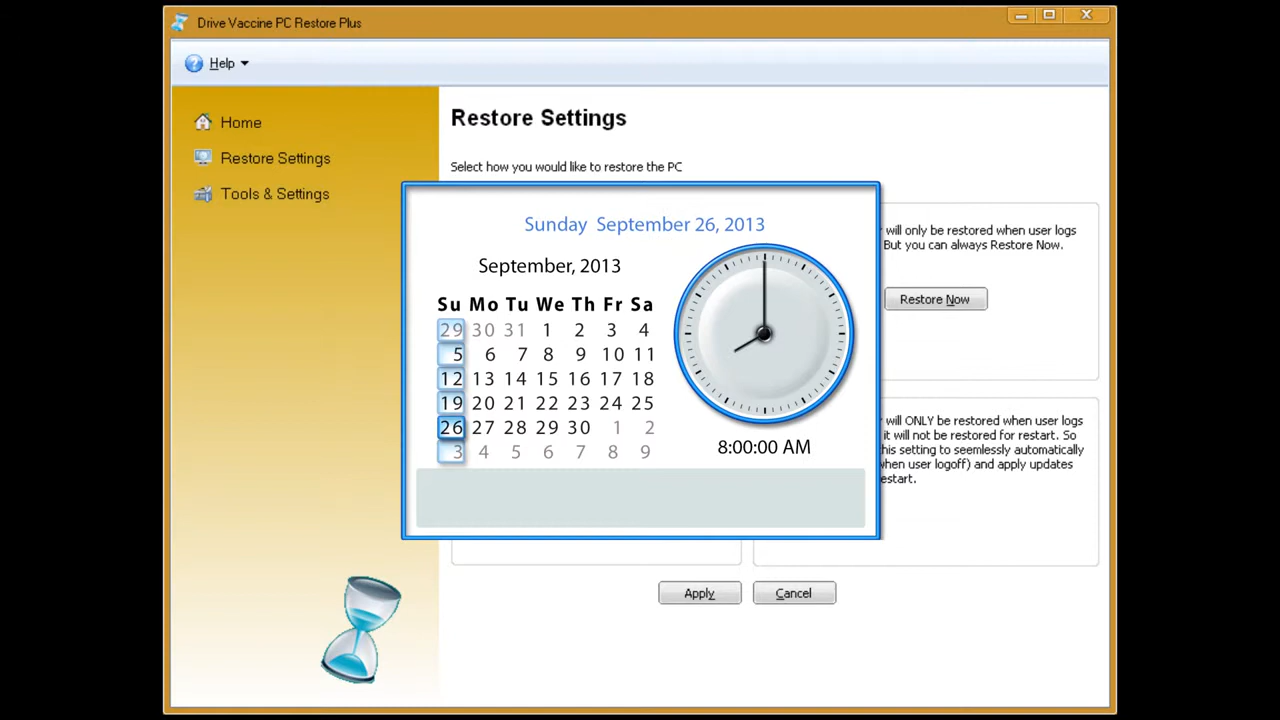 Drive Vaccine PC Restore Plus
Help
Home
Restore Settings
Tools & Settings
Restore Settings
Select how you would like to restore the PC
will only be restored when user logs
But you can always Restore Now.
Restore Now
will ONLY be restored when user logs
it will not be restored for restart. So
his setting to seemlessly automatically
when user logoff) and apply updates
estart.
Sunday September 26, 2013
September, 2013
Su Mo Tu We Th Fr Sa
29 30 31 1 2 3 4
5 6 7 8 9 10 11
12 13 14 15 16 17 18
19 20 21 22 23 24 25
26 27 28 29 30 1 2
3 4 5 6 7 8 9
8:00:00 AM
Apply
Cancel